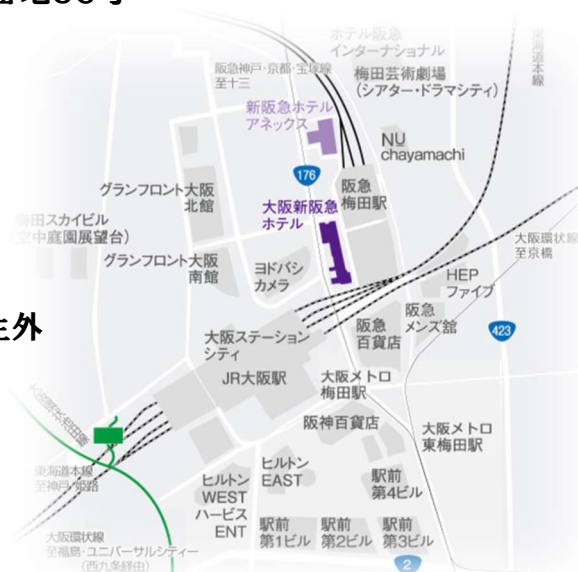 ホテル阪急
インターナショナル
東海道本線
阪急神戸・京都・宝塚線
至十三
梅田芸術劇場
(シアター・ドラマシティ)
新阪急ホテル
アネックス
NU
chayamachi
176
グランフロント大阪
北館
阪急
梅田駅
大阪新阪急
ホテル
梅田スカイビル
(空中庭園展望台)
大阪環状線
至京橋
グランフロント大阪
南館
ヨドバシ
カメラ
HEP
ファイブ
阪急
メンズ館
423
大阪ステーション
シティ
阪急
百貨店
JR大阪駅
大阪メトロ
梅田駅
阪神百貨店
大阪メトロ
東梅田駅
東海道本線
至神戸・姫路
ヒルトン
WEST
ヒルトン
EAST
駅前
第4ビル
ハービス
ENT
駅前
第1ビル
駅前
第2ビル
駅前
第3ビル
大阪環状線
至福島・ユニバーサルシティー
(西九条経由)
2